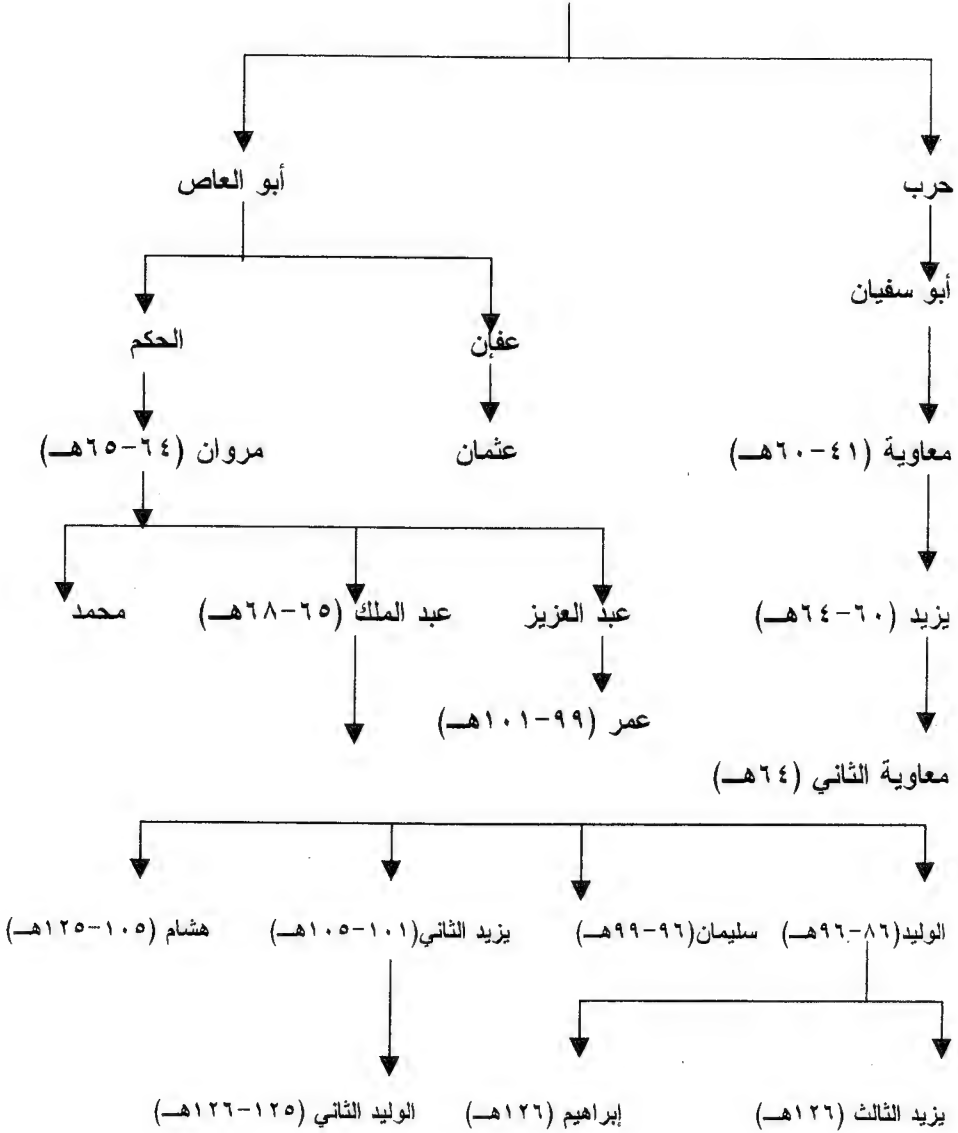 حرب أبو العاص
أبو سفيان
عفان الحكم
معاوية (٤١-٦٠هـ) عثمان مروان (٦٤-٦٥هـ)
يزيد (٦٠-٦٤هـ) عبد العزيز عبد الملك (٦٥-٦٨هـ) محمد
عمر (٩٩-١٠١هـ)
معاوية الثاني (٦٤هـ)
الوليد(٨٦-٩٦هـ) سليمان(٩٦-٩٩هـ) يزيد الثاني(١٠١-١٠٥هـ) هشام (١٠٥-١٢٥هـ)
يزيد الثالث (١٢٦هـ) إبراهيم (١٢٦هـ) الوليد الثاني (١٢٥-١٢٦هـ)